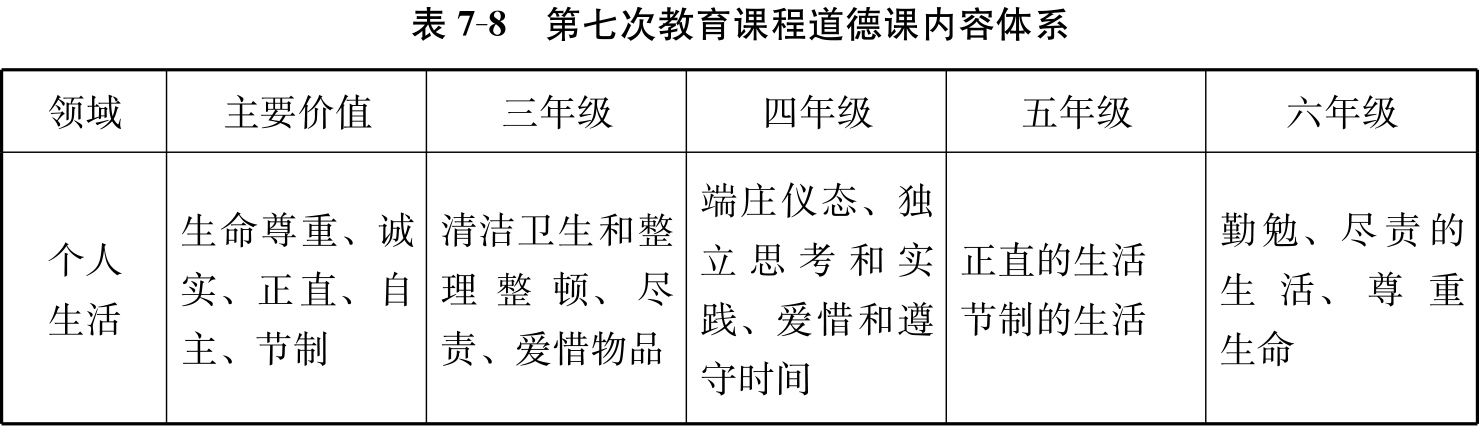 表 7-8 第七次教育课程道德课内容体系
领域
主要价值
三年级
四年级
五年级
六年级
个人
生活
生命尊重、诚
实、正直、自
主、节制
清洁卫生和整
理整顿、尽
责、爱惜物品
端庄仪态、独
立思考和实
践、爱惜和遵
守时间
正直的生活
节制的生活
勤勉、尽责的
生活、尊重
生命